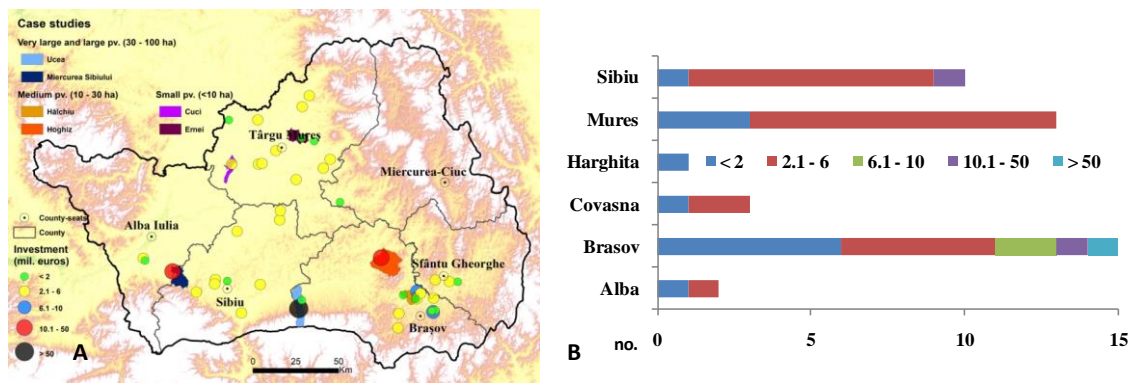 Case studies
Very large and large pv. (30 - 100 ha)
Ucea
Miercurea Sibiului
Medium pv. (10 - 30 ha)
Small pv. (<10 ha)
Hălchiu
Cuci
Hoghiz
Ernei
Târgu Mureș
Miercurea-Ciuc
Alba Iulia
Sfântu Gheorghe
Sibiu
Brașov
County-seats
County
Investment
(mil. euros)
< 2
2.1 - 6
6.1 -10
10.1 - 50
> 50
A
0 25 50
Km
Sibiu
Mures
Harghita
< 2 2.1 - 6 6.1 - 10 10.1 - 50 > 50
Covasna
Brasov
Alba
0 5 10 15
no.
B